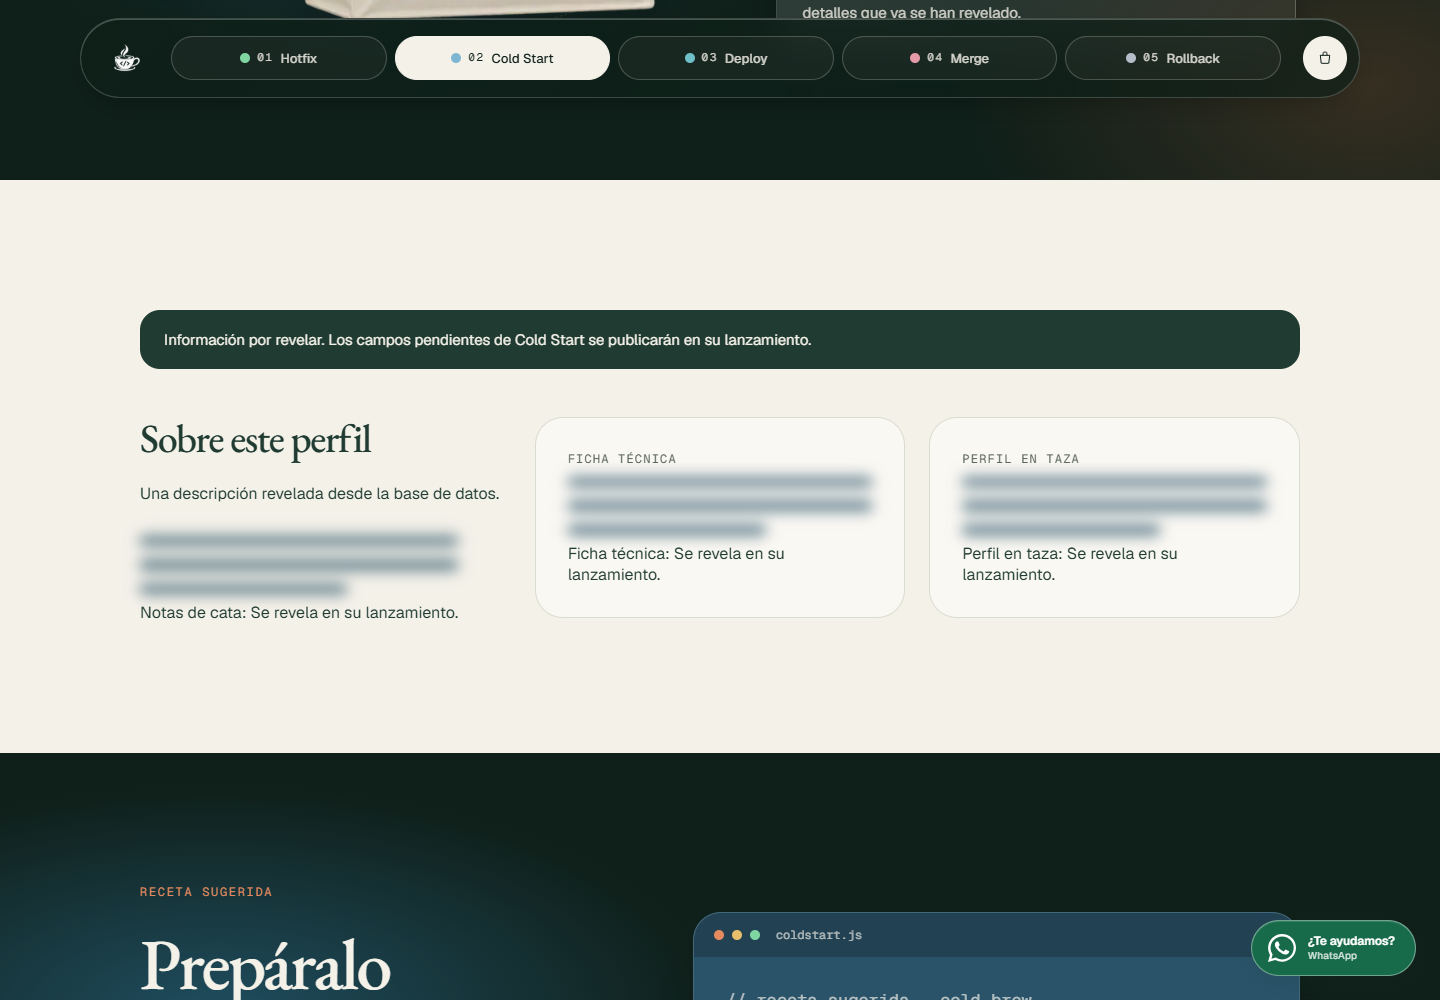 detalles que ya se han revelado.
01 Hotfix
02 Cold Start
03 Deploy
04 Merge
05 Rollback
Información por revelar. Los campos pendientes de Cold Start se publicarán en su lanzamiento.
Sobre este perfil
Una descripción revelada desde la base de datos.
Notas de cata: Se revela en su lanzamiento.
FICHA TÉCNICA
Ficha técnica: Se revela en su
lanzamiento.
PERFIL EN TAZA
Perfil en taza: Se revela en su
lanzamiento.
RECETA SUGERIDA
Prepáralo
coldstart.js
// receta sugerida — cold brew
¿Te ayudamos?
WhatsApp